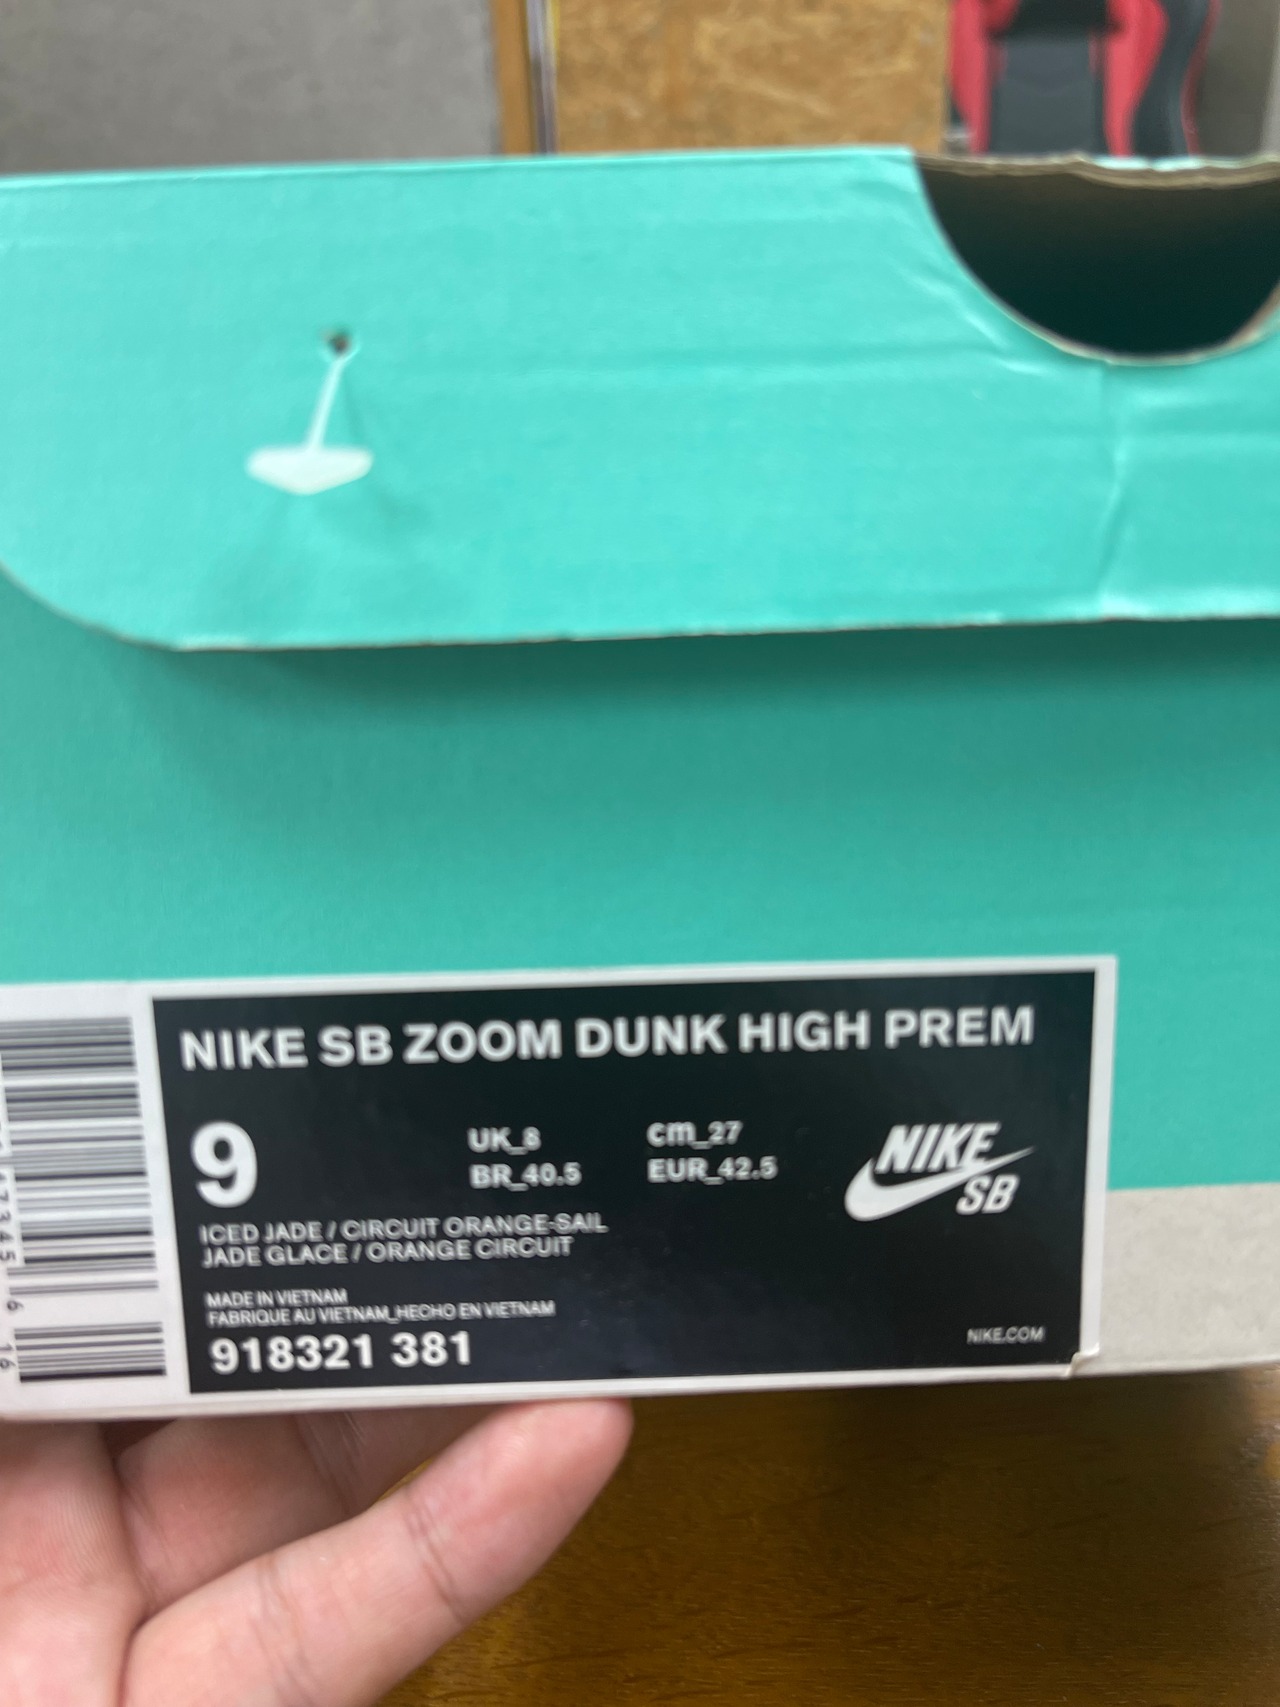 NIKE SB ZOOM DUNK HIGH PREM
9
UK_8
BR_40.5
cm_27
EUR_42.5
NIKE
SB
ICED JADE / CIRCUIT ORANGE-SAIL
JADE GLACE / ORANGE CIRCUIT
MADE IN VIETNAM
FABRIQUE AU VIETNAM_HECHO EN VIETNAM
918321 381
NIKE.COM